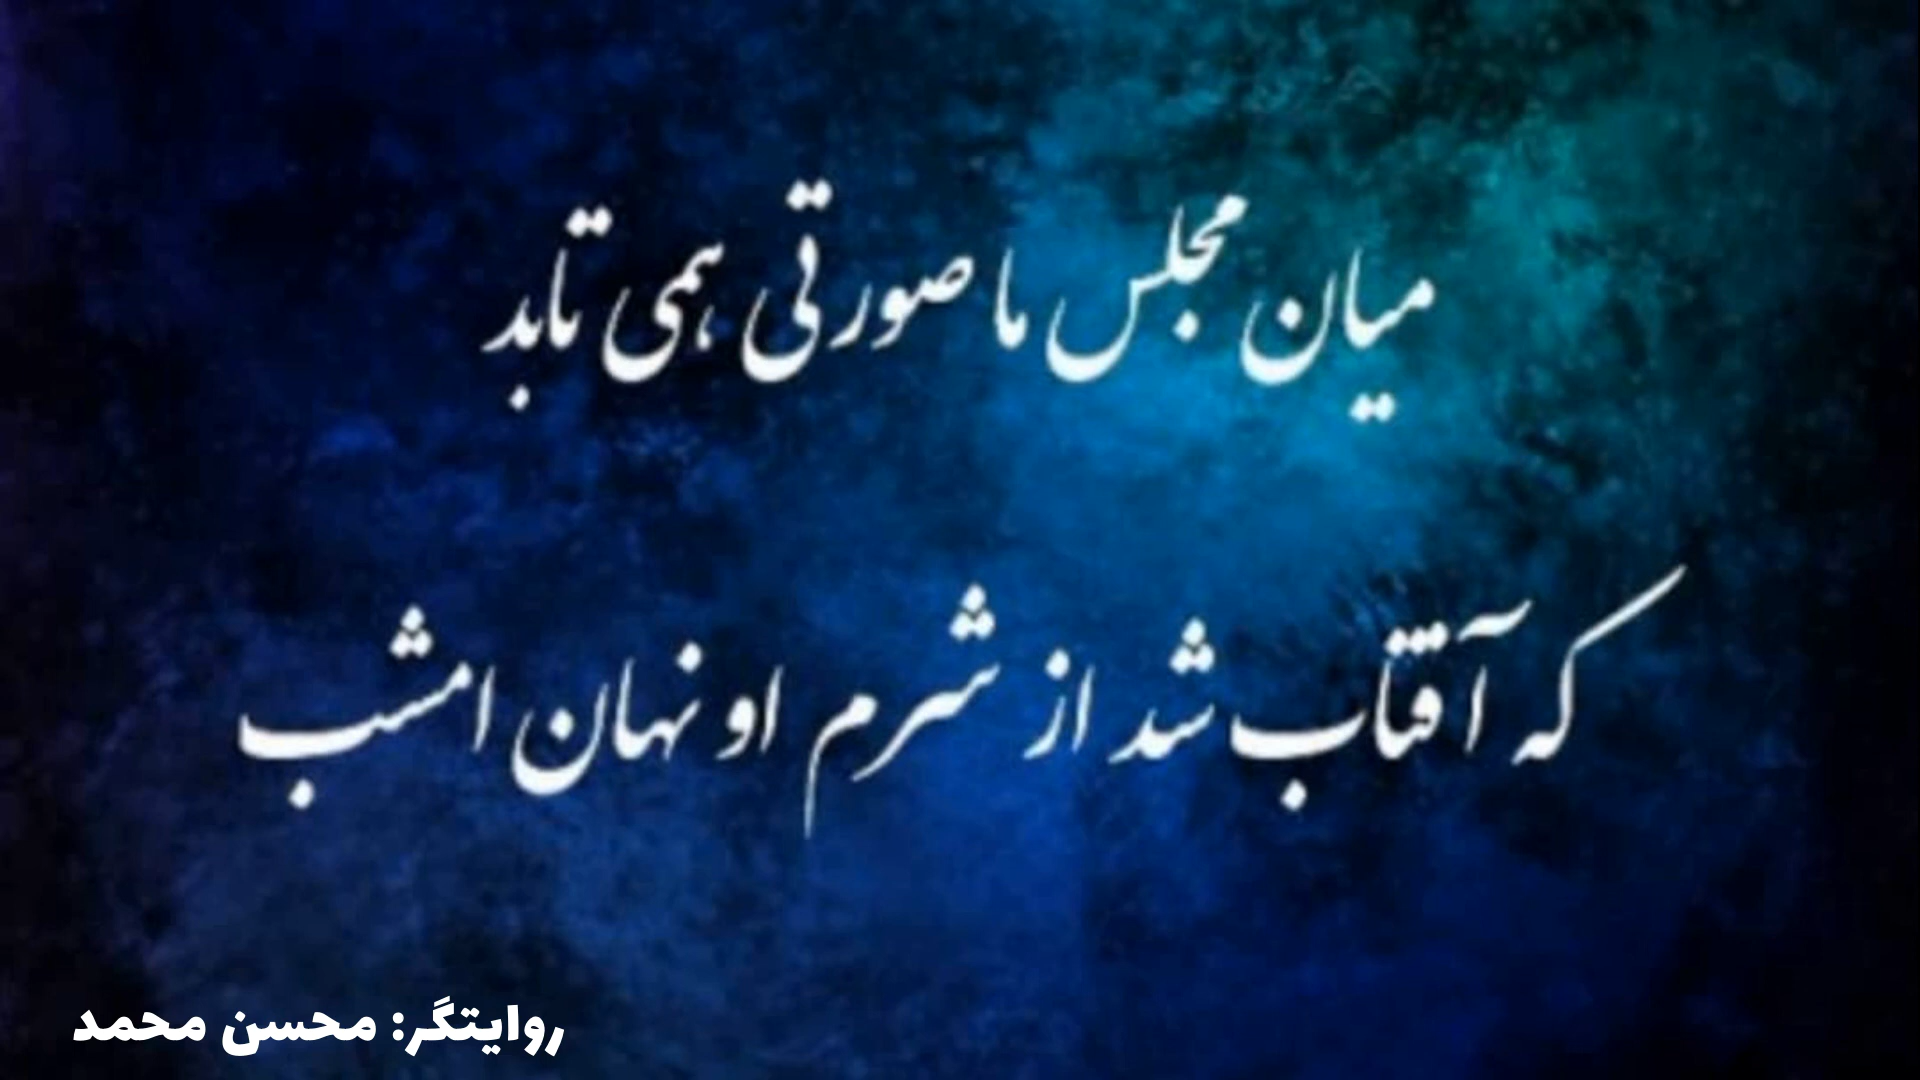 میان مجلس ما صورتی همی تابد
که آفتاب شد از شرم او نهان امشب
روایتگر: محسن محمد